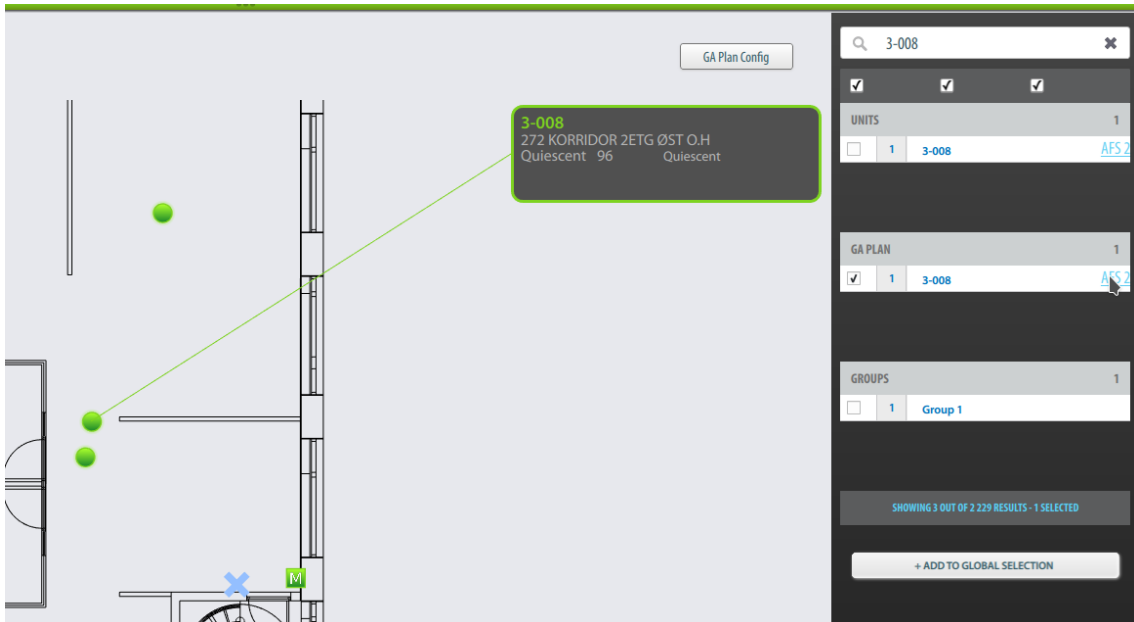 GA Plan Config
3-008
272 KORRIDOR 2ETG ØST O.H
Quiescent 96 Quiescent
M
3-008
UNITS 1
1 3-008 AFS 2
GA PLAN 1
1 3-008 AFS 2
GROUPS 1
1 Group 1
SHOWING 3 OUT OF 2 229 RESULTS - 1 SELECTED
+ ADD TO GLOBAL SELECTION